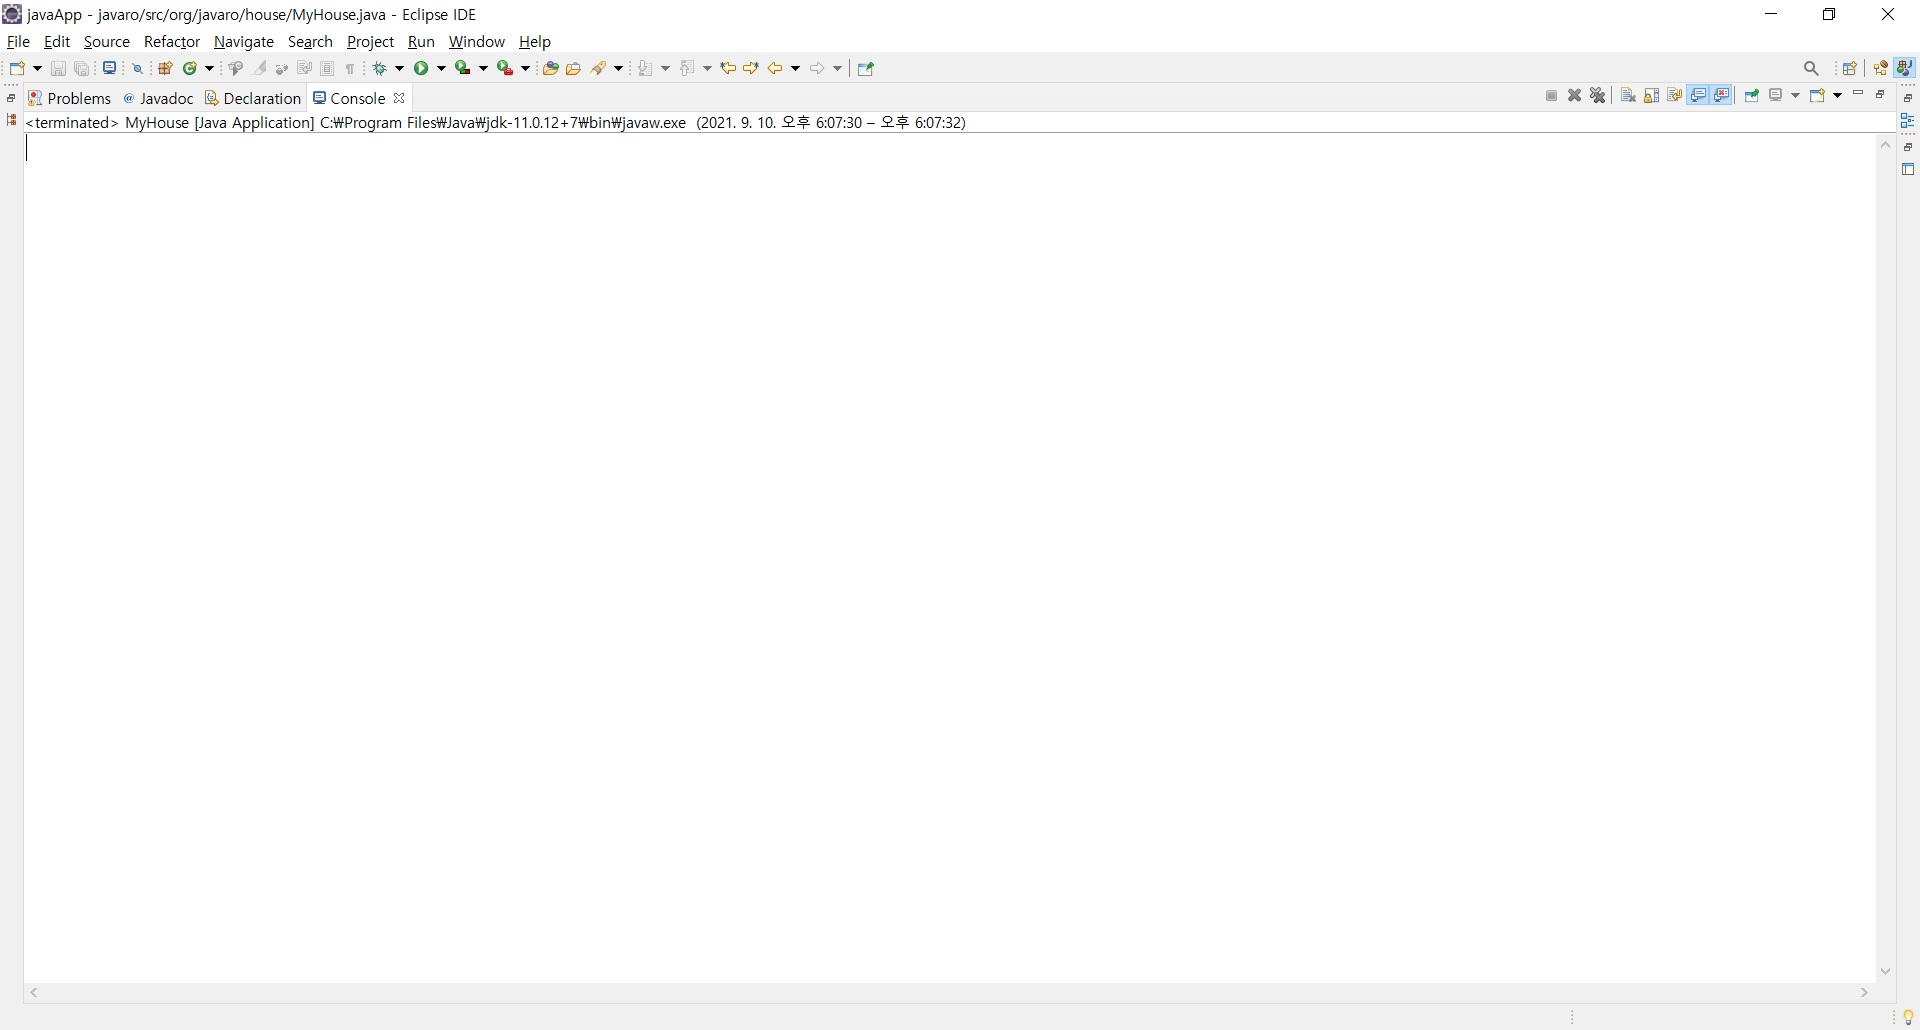 javaApp - javaro/src/org/javaro/house/MyHouse.java - Eclipse IDE
File Edit Source Refactor Navigate Search Project Run Window Help
Problems @ Javadoc Declaration Console
<terminated> MyHouse [Java Application] C:₩Program Files₩Java₩jdk-11.0.12+7₩bin₩javaw.exe (2021. 9. 10. 오후 6:07:30 – 오후 6:07:32)